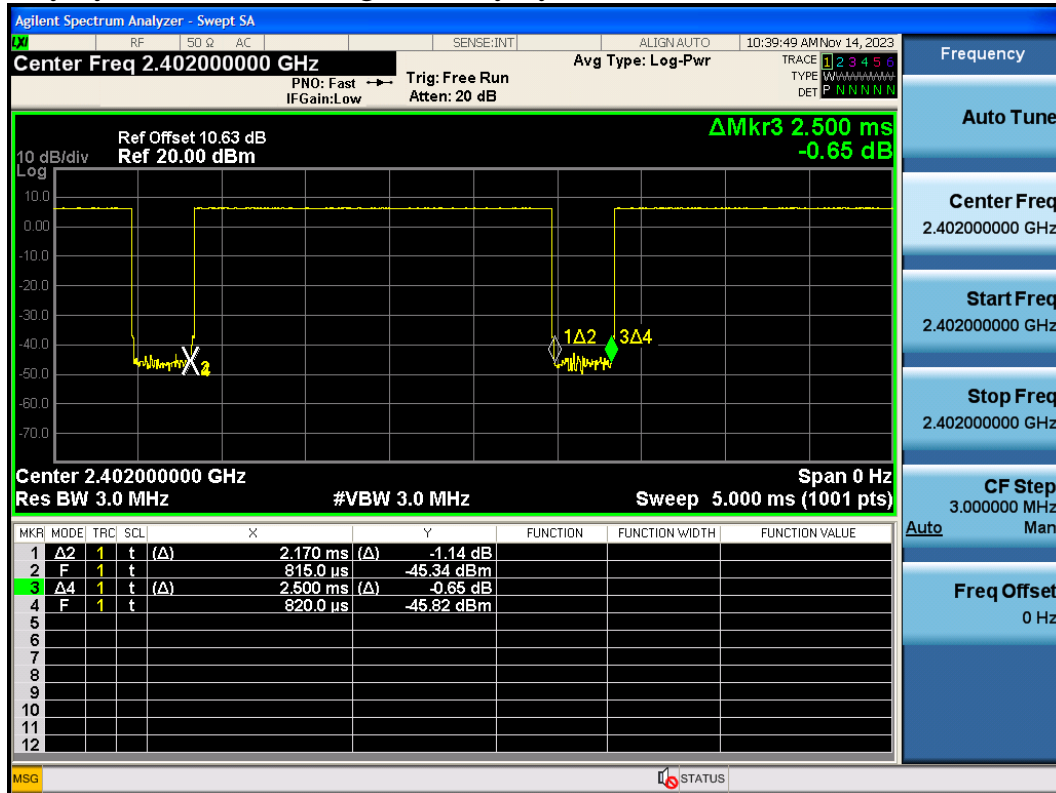 Agilent Spectrum Analyzer - Swept SA
LXI RF 50 Ω AC SENSE:INT ALIGN AUTO 10:39:49 AM Nov 14, 2023
Center Freq 2.402000000 GHz
PNO: Fast
IFGain:Low
Trig: Free Run
Atten: 20 dB
Avg Type: Log-Pwr
TRACE 1 2 3 4 5 6
TYPE WWWWWW
DET P N N N N N
ΔMkr3 2.500 ms
-0.65 dB
Ref Offset 10.63 dB
10 dB/div Ref 20.00 dBm
Log
10.0
0.00
-10.0
-20.0
-30.0
-40.0
-50.0
-60.0
-70.0
1Δ2 3Δ4
Center 2.402000000 GHz Span 0 Hz
Res BW 3.0 MHz #VBW 3.0 MHz Sweep 5.000 ms (1001 pts)
MKR MODE TRC SCL X Y FUNCTION FUNCTION WIDTH FUNCTION VALUE
1 Δ2 1 t (Δ) 2.170 ms (Δ) -1.14 dB
2 F 1 t 815.0 µs -45.34 dBm
3 Δ4 1 t (Δ) 2.500 ms (Δ) -0.65 dB
4 F 1 t 820.0 µs -45.82 dBm
5
6
7
8
9
10
11
12
MSG STATUS
Frequency
Auto Tune
Center Freq
2.402000000 GHz
Start Freq
2.402000000 GHz
Stop Freq
2.402000000 GHz
CF Step
3.000000 MHz
Auto Man
Freq Offset
0 Hz